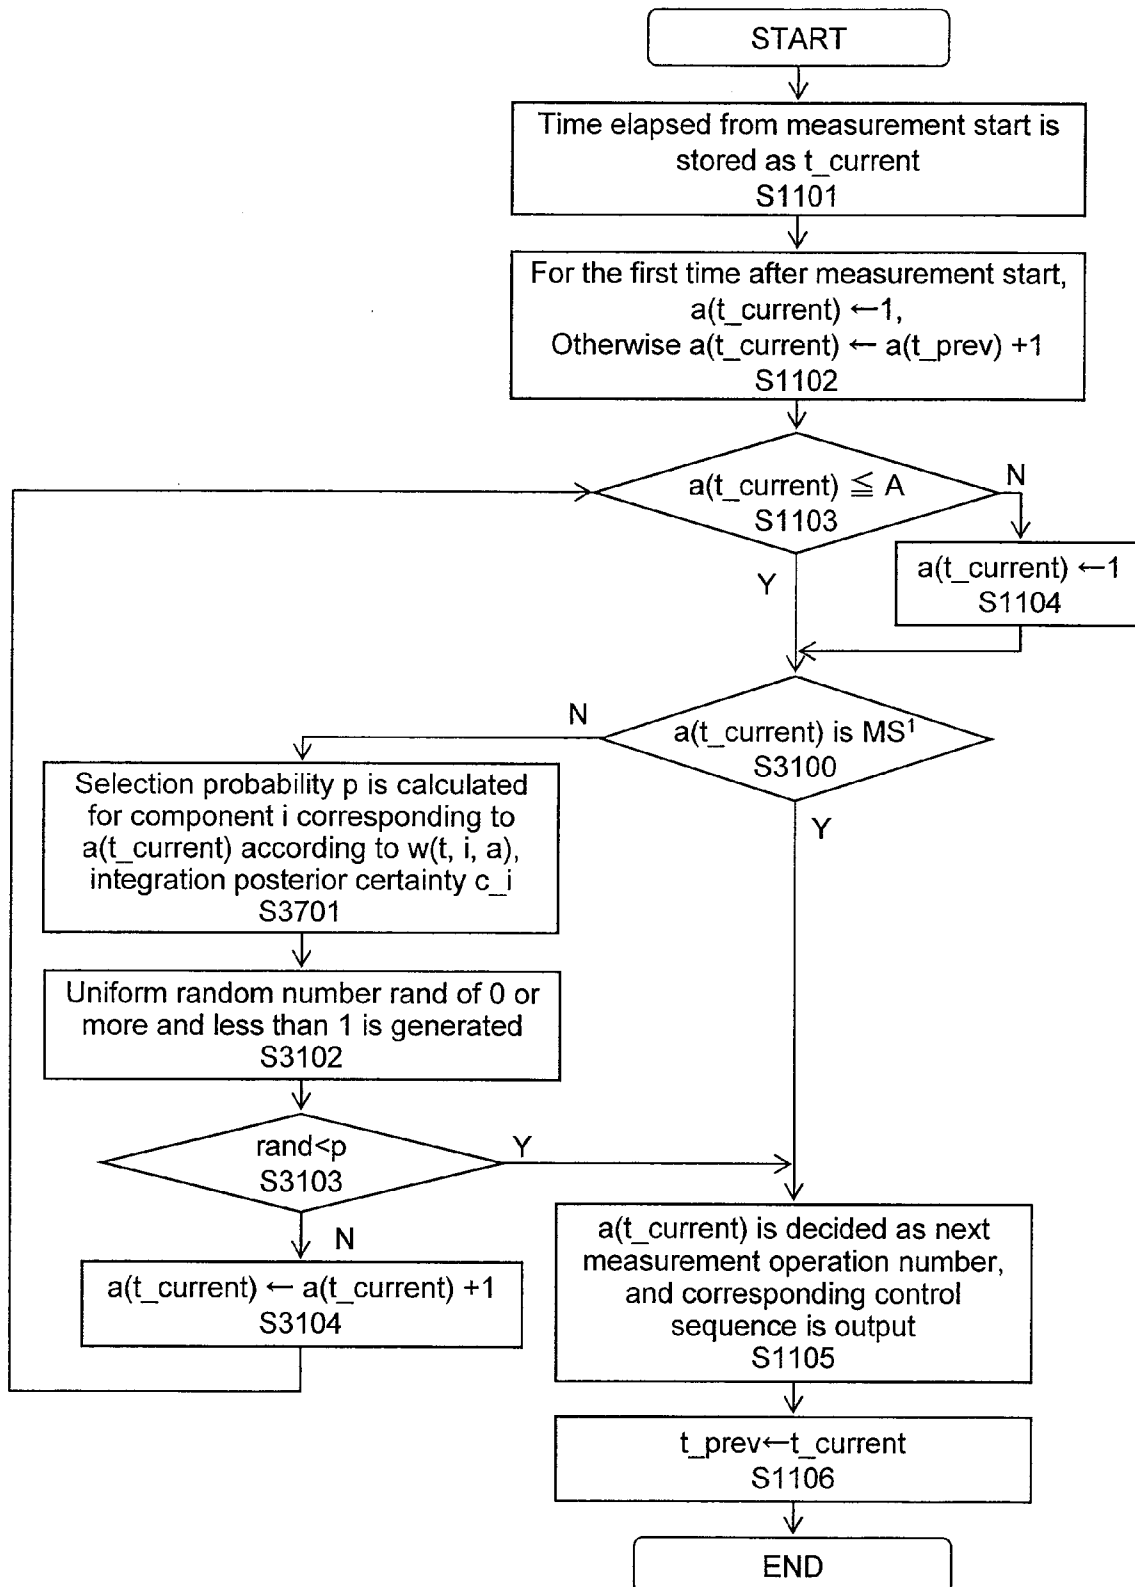 START
Time elapsed from measurement start is
stored as t_current
S1101
For the first time after measurement start,
a(t_current) ←1,
Otherwise a(t_current) ← a(t_prev) +1
S1102
a(t_current) ≦ A
S1103
N
a(t_current) ←1
S1104
Y
a(t_current) is MS¹
S3100
N
Y
Selection probability p is calculated
for component i corresponding to
a(t_current) according to w(t, i, a),
integration posterior certainty c_i
S3701
Uniform random number rand of 0 or
more and less than 1 is generated
S3102
rand<p
S3103
Y
N
a(t_current) ← a(t_current) +1
S3104
a(t_current) is decided as next
measurement operation number,
and corresponding control
sequence is output
S1105
t_prev←t_current
S1106
END